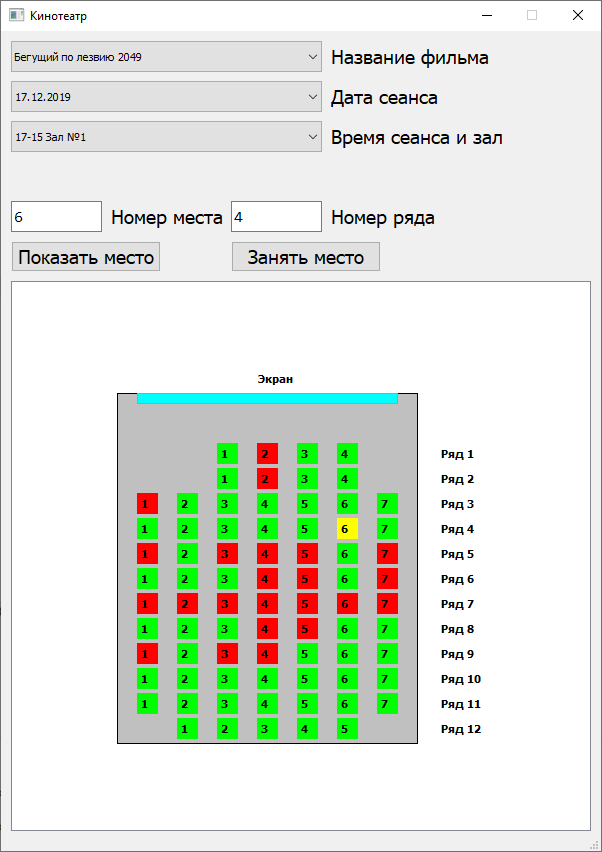 Кинотеатр
Бегущий по лезвию 2049
Название фильма
17.12.2019
Дата сеанса
17-15 Зал №1
Время сеанса и зал
6 Номер места 4 Номер ряда
Показать место Занять место
Экран
1 2 3 4 Ряд 1
1 2 3 4 Ряд 2
1 2 3 4 5 6 7 Ряд 3
1 2 3 4 5 6 7 Ряд 4
1 2 3 4 5 6 7 Ряд 5
1 2 3 4 5 6 7 Ряд 6
1 2 3 4 5 6 7 Ряд 7
1 2 3 4 5 6 7 Ряд 8
1 2 3 4 5 6 7 Ряд 9
1 2 3 4 5 6 7 Ряд 10
1 2 3 4 5 6 7 Ряд 11
1 2 3 4 5 Ряд 12